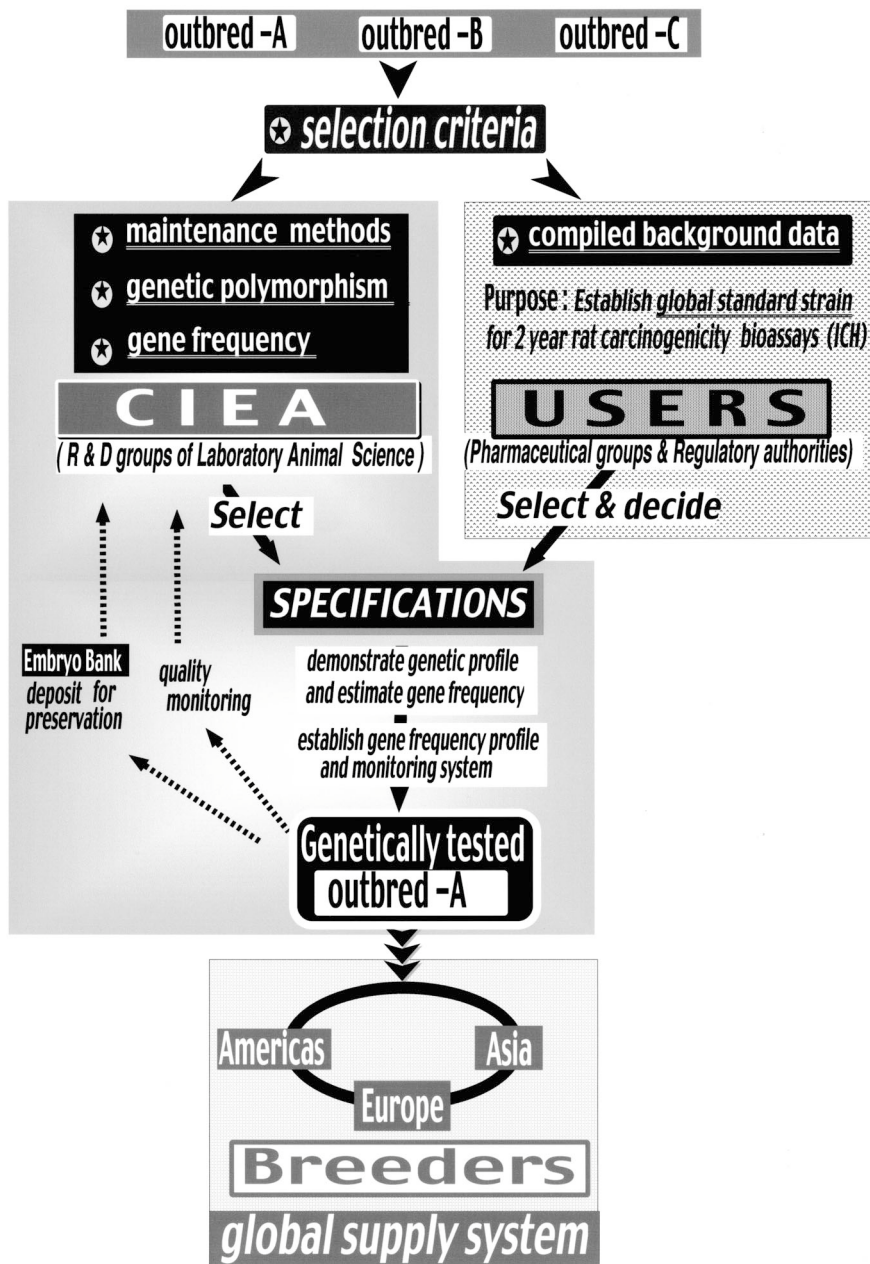 outbred –A outbred –B outbred –C
selection criteria
maintenance methods
genetic polymorphism
gene frequency
CIEA
( R & D groups of Laboratory Animal Science )
Select
compiled background data
Purpose : Establish global standard strain
for 2 year rat carcinogenicity bioassays (ICH)
USERS
(Pharmaceutical groups & Regulatory authorities)
Select & decide
SPECIFICATIONS
demonstrate genetic profile
and estimate gene frequency
establish gene frequency profile
and monitoring system
Embryo Bank
deposit for
preservation
quality
monitoring
Genetically tested
outbred –A
Americas
Asia
Europe
Breeders
global supply system